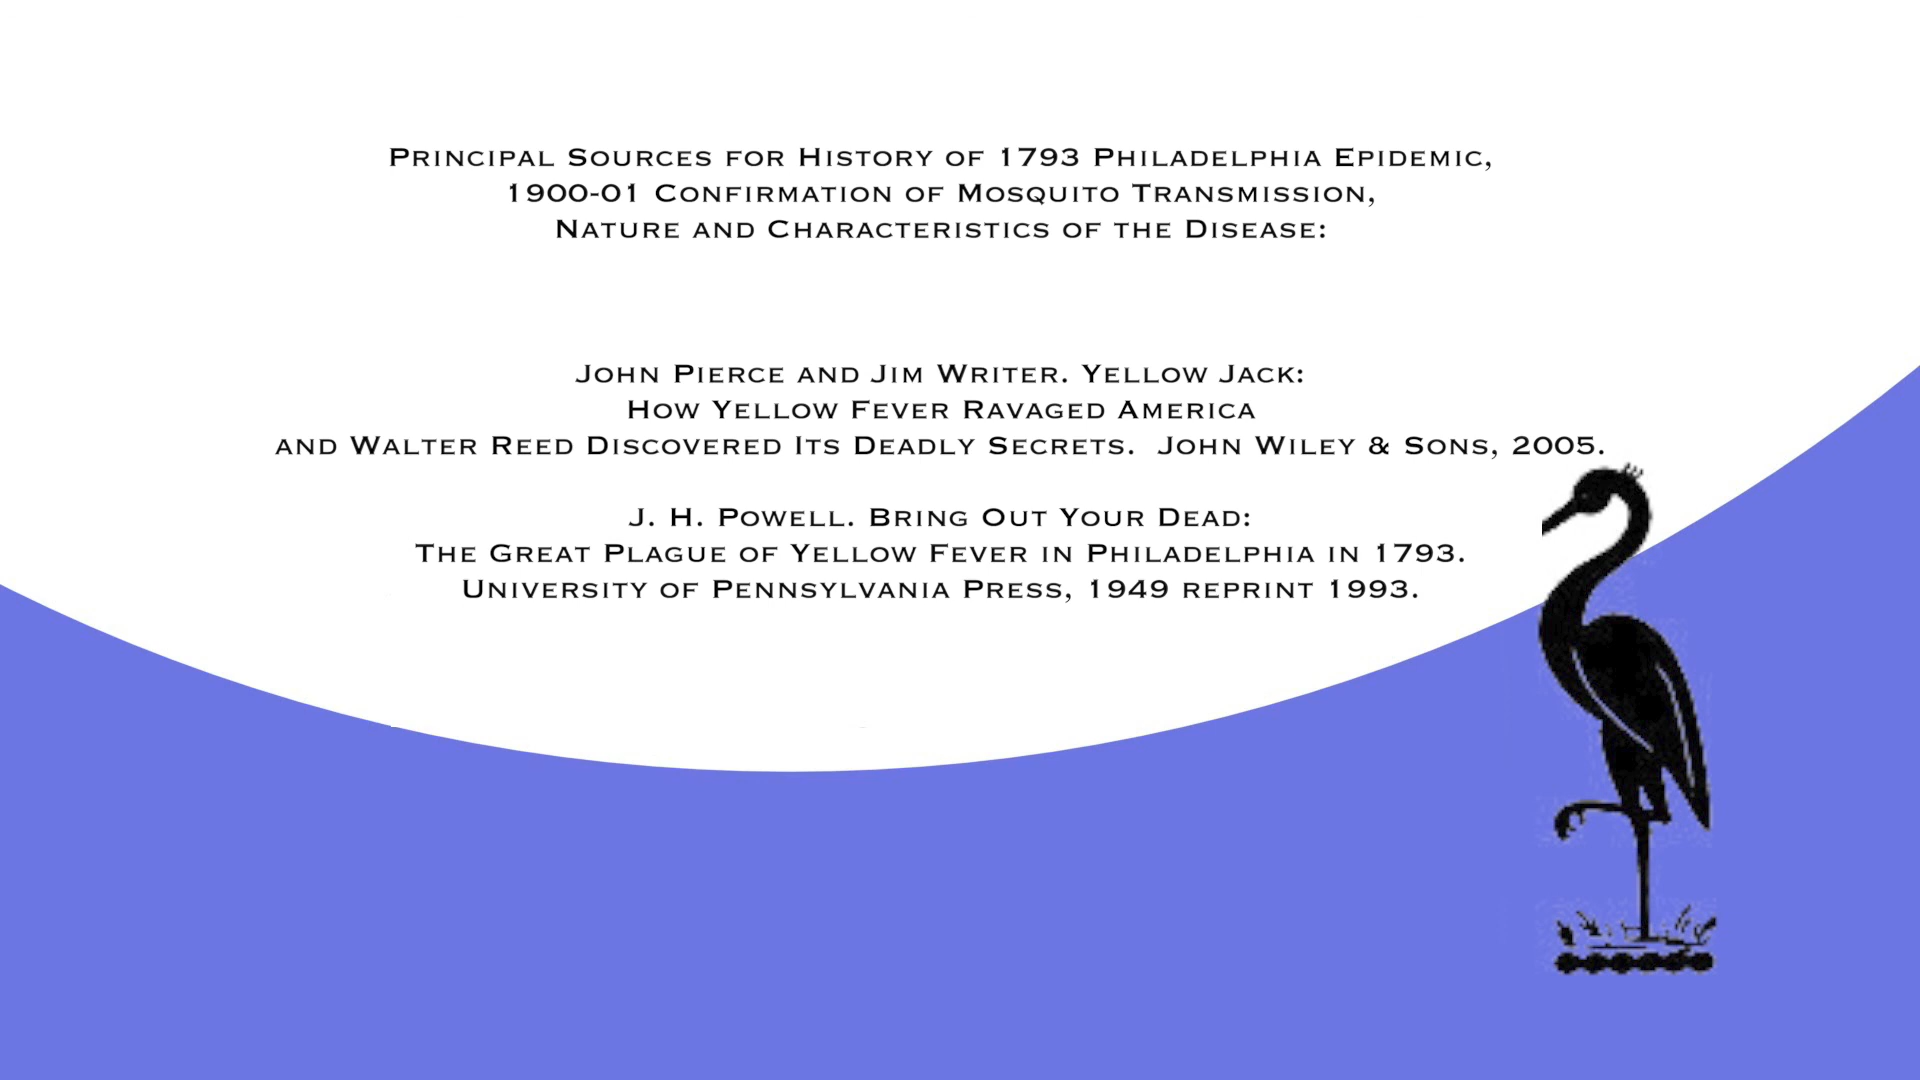 Principal Sources for History of 1793 Philadelphia Epidemic,
1900-01 Confirmation of Mosquito Transmission,
Nature and Characteristics of the Disease:
John Pierce and Jim Writer. Yellow Jack:
How Yellow Fever Ravaged America
and Walter Reed Discovered Its Deadly Secrets. John Wiley & Sons, 2005.
J. H. Powell. Bring Out Your Dead:
The Great Plague of Yellow Fever in Philadelphia in 1793.
University of Pennsylvania Press, 1949 reprint 1993.